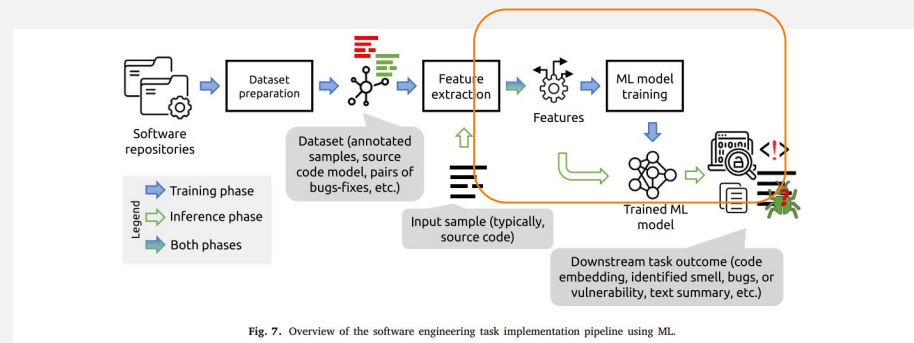 Software
repositories
Dataset
preparation
Dataset (annotated
samples, source
code model, pairs of
bugs-fixes, etc.)
Feature
extraction
Input sample (typically,
source code)
Features
ML model
training
Trained ML
model
Downstream task outcome (code
embedding, identified smell, bugs, or
vulnerability, text summary, etc.)
Legend
Training phase
Inference phase
Both phases
Fig. 7. Overview of the software engineering task implementation pipeline using ML.